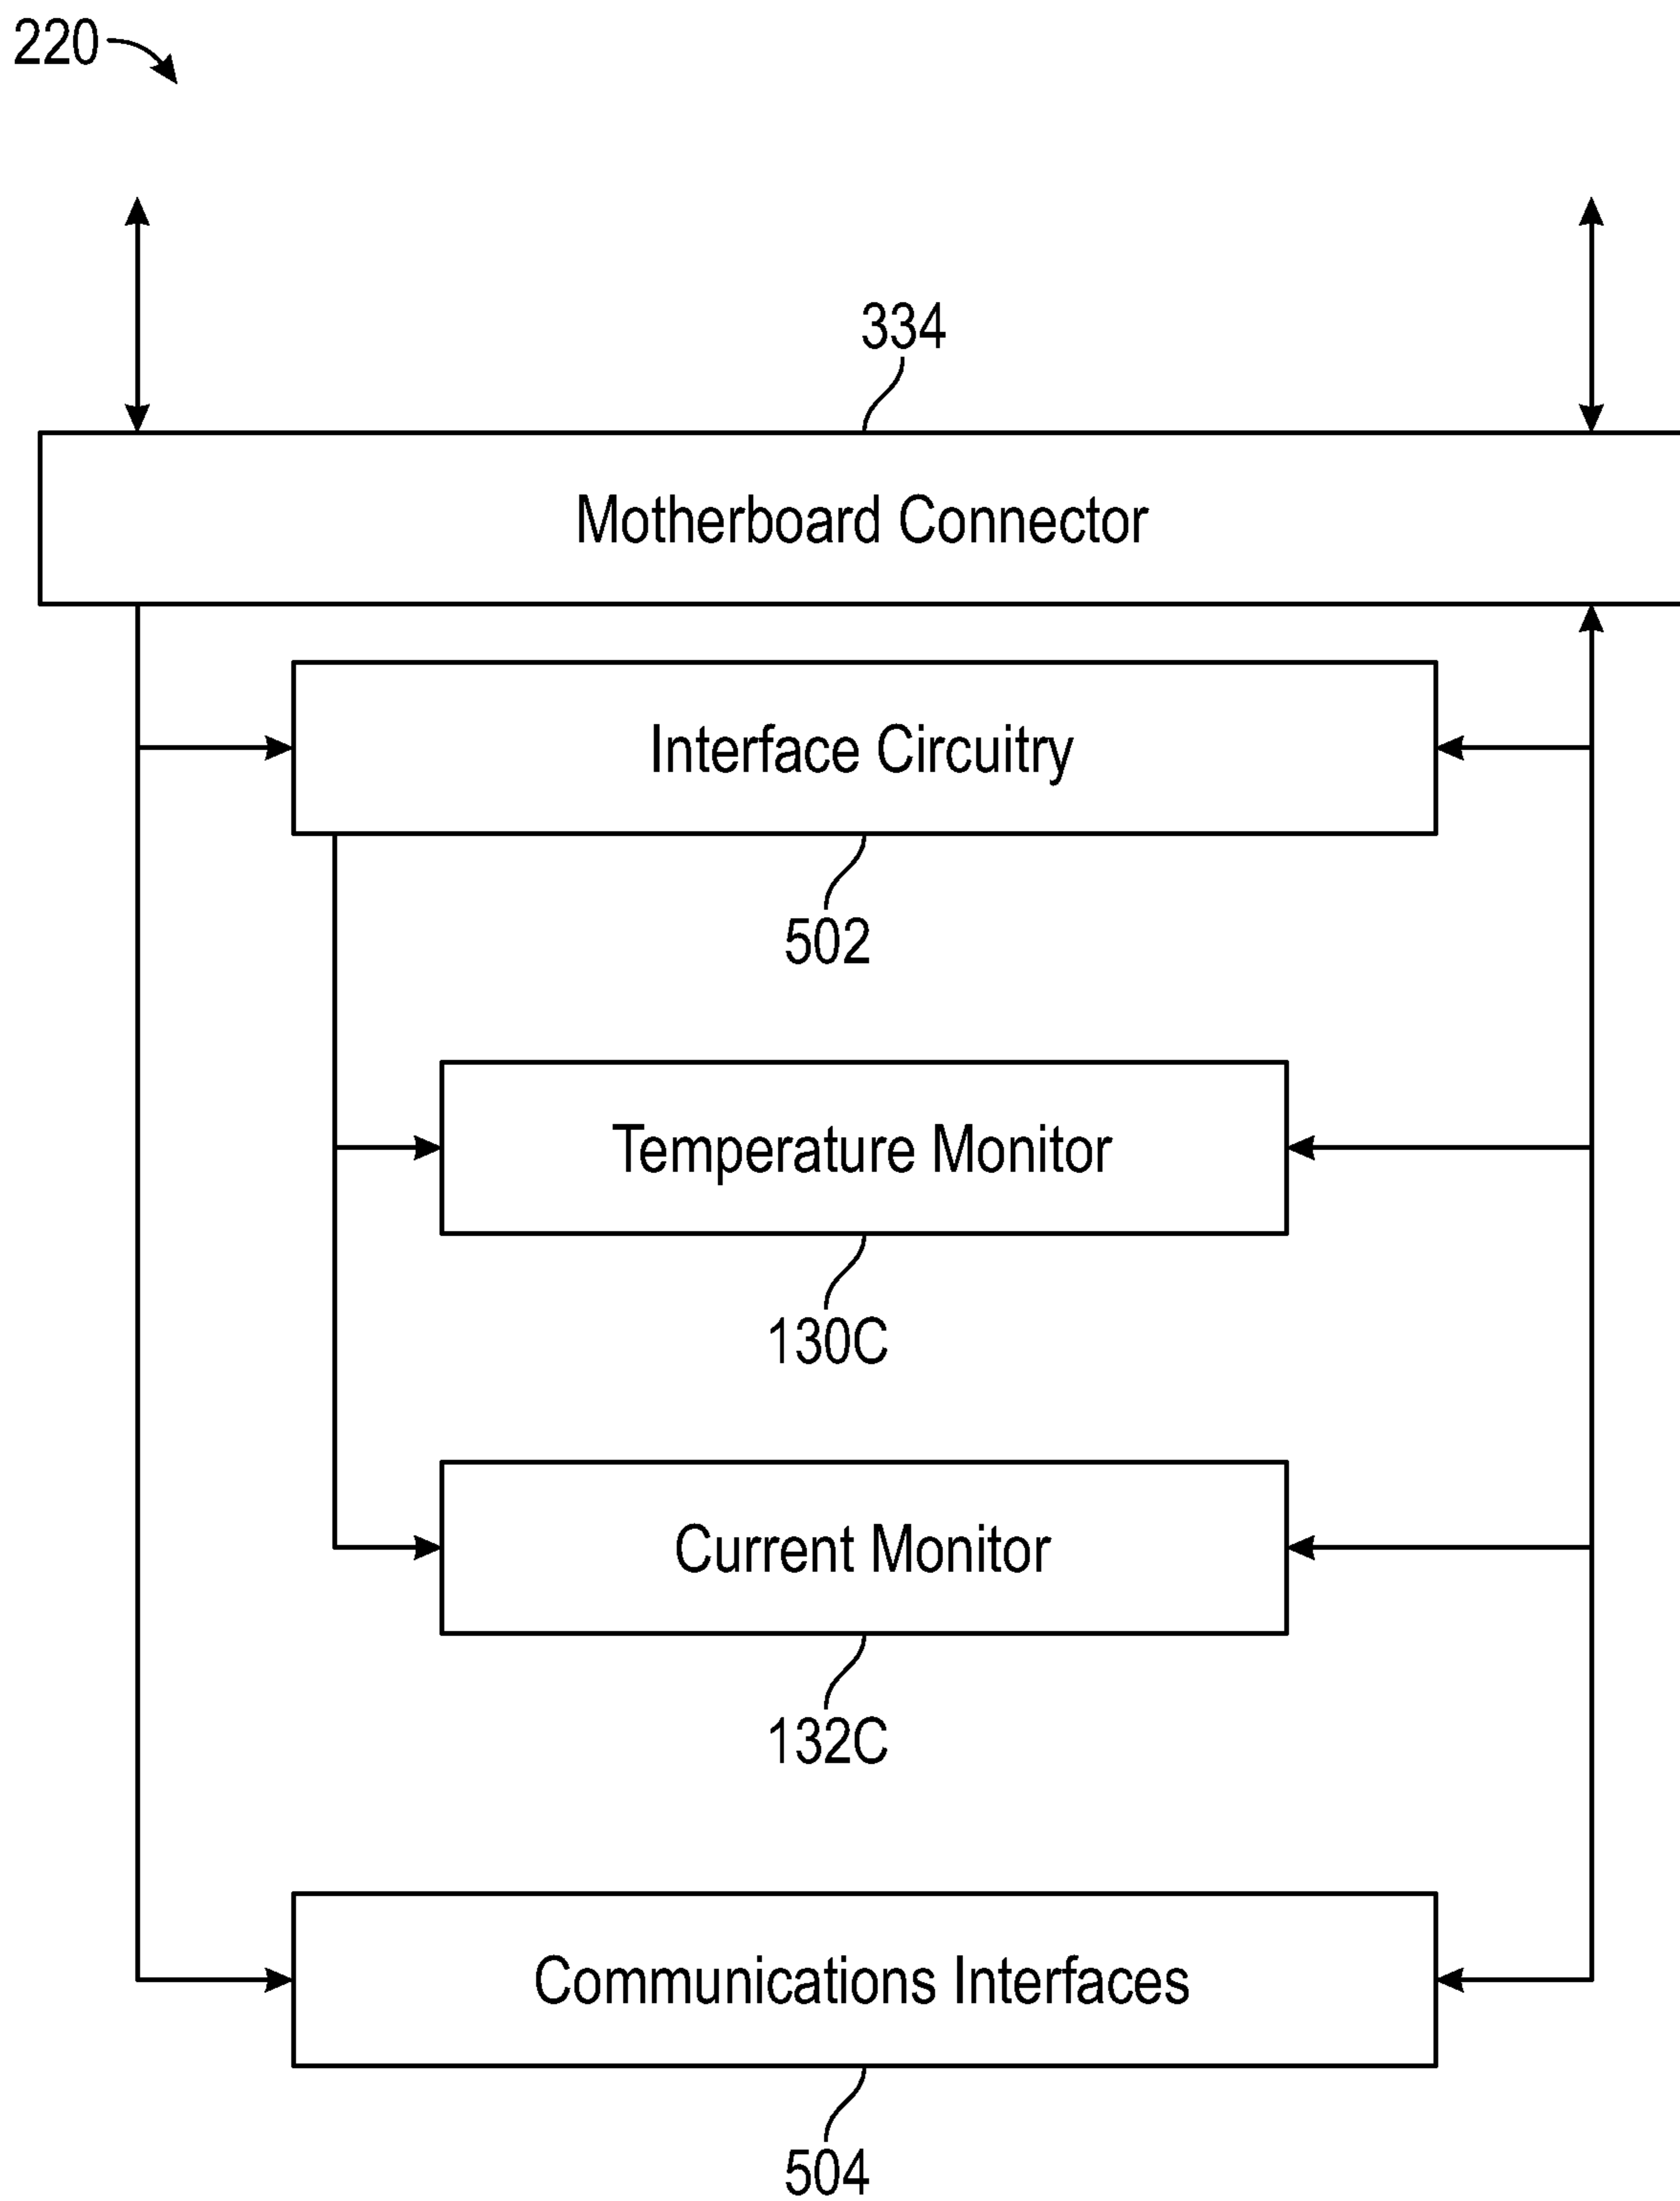 220
334
Motherboard Connector
Interface Circuitry
502
Temperature Monitor
130C
Current Monitor
132C
Communications Interfaces
504